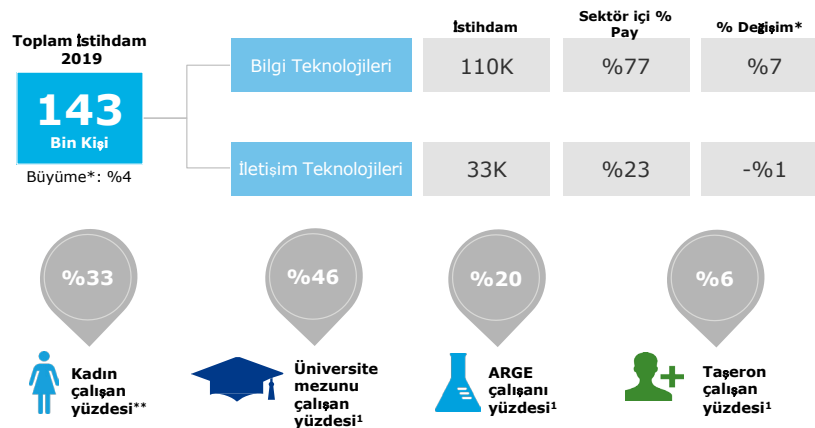 Toplam İstihdam
2019
143
Bin Kişi
Büyüme*: %4
İstihdam
Sektör içi %
Pay
% Değişim*
Bilgi Teknolojileri
110K
%77
%7
İletişim Teknolojileri
33K
%23
-%1
%33
%46
%20
%6
Kadın
çalışan
yüzdesi**
Üniversite
mezunu
çalışan
yüzdesi¹
ARGE
çalışanı
yüzdesi¹
Taşeron
çalışan
yüzdesi¹